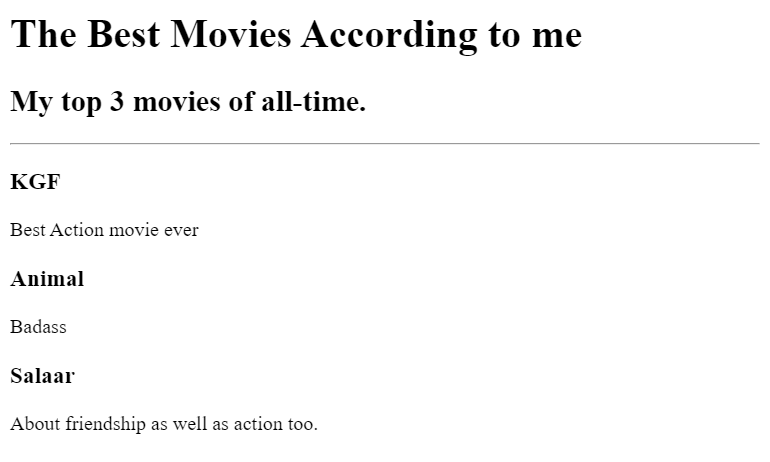 The Best Movies According to me
My top 3 movies of all-time.
KGF
Best Action movie ever
Animal
Badass
Salaar
About friendship as well as action too.